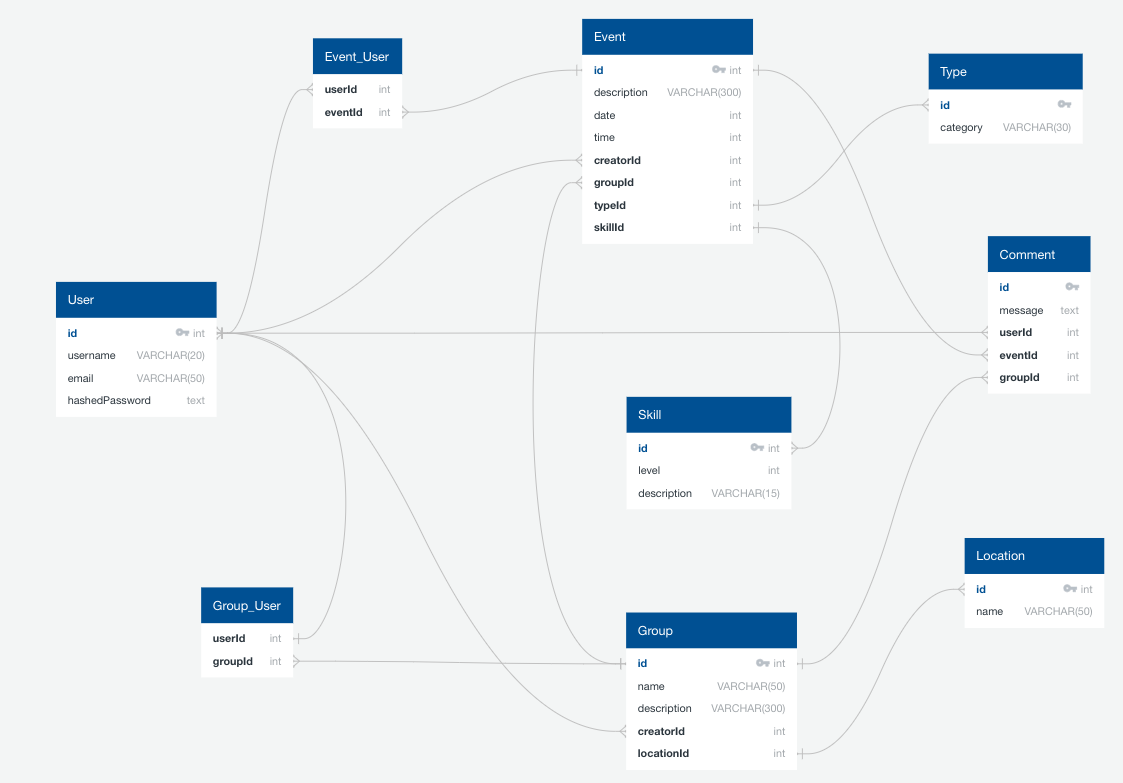 Event_User
userId int
eventId int
Event
id int
description VARCHAR(300)
date int
time int
creatorId int
groupId int
typeId int
skillId int
Type
id
category VARCHAR(30)
User
id int
username VARCHAR(20)
email VARCHAR(50)
hashedPassword text
Comment
id
message text
userId int
eventId int
groupId int
Skill
id int
level int
description VARCHAR(15)
Group_User
userId int
groupId int
Group
id int
name VARCHAR(50)
description VARCHAR(300)
creatorId int
locationId int
Location
id int
name VARCHAR(50)